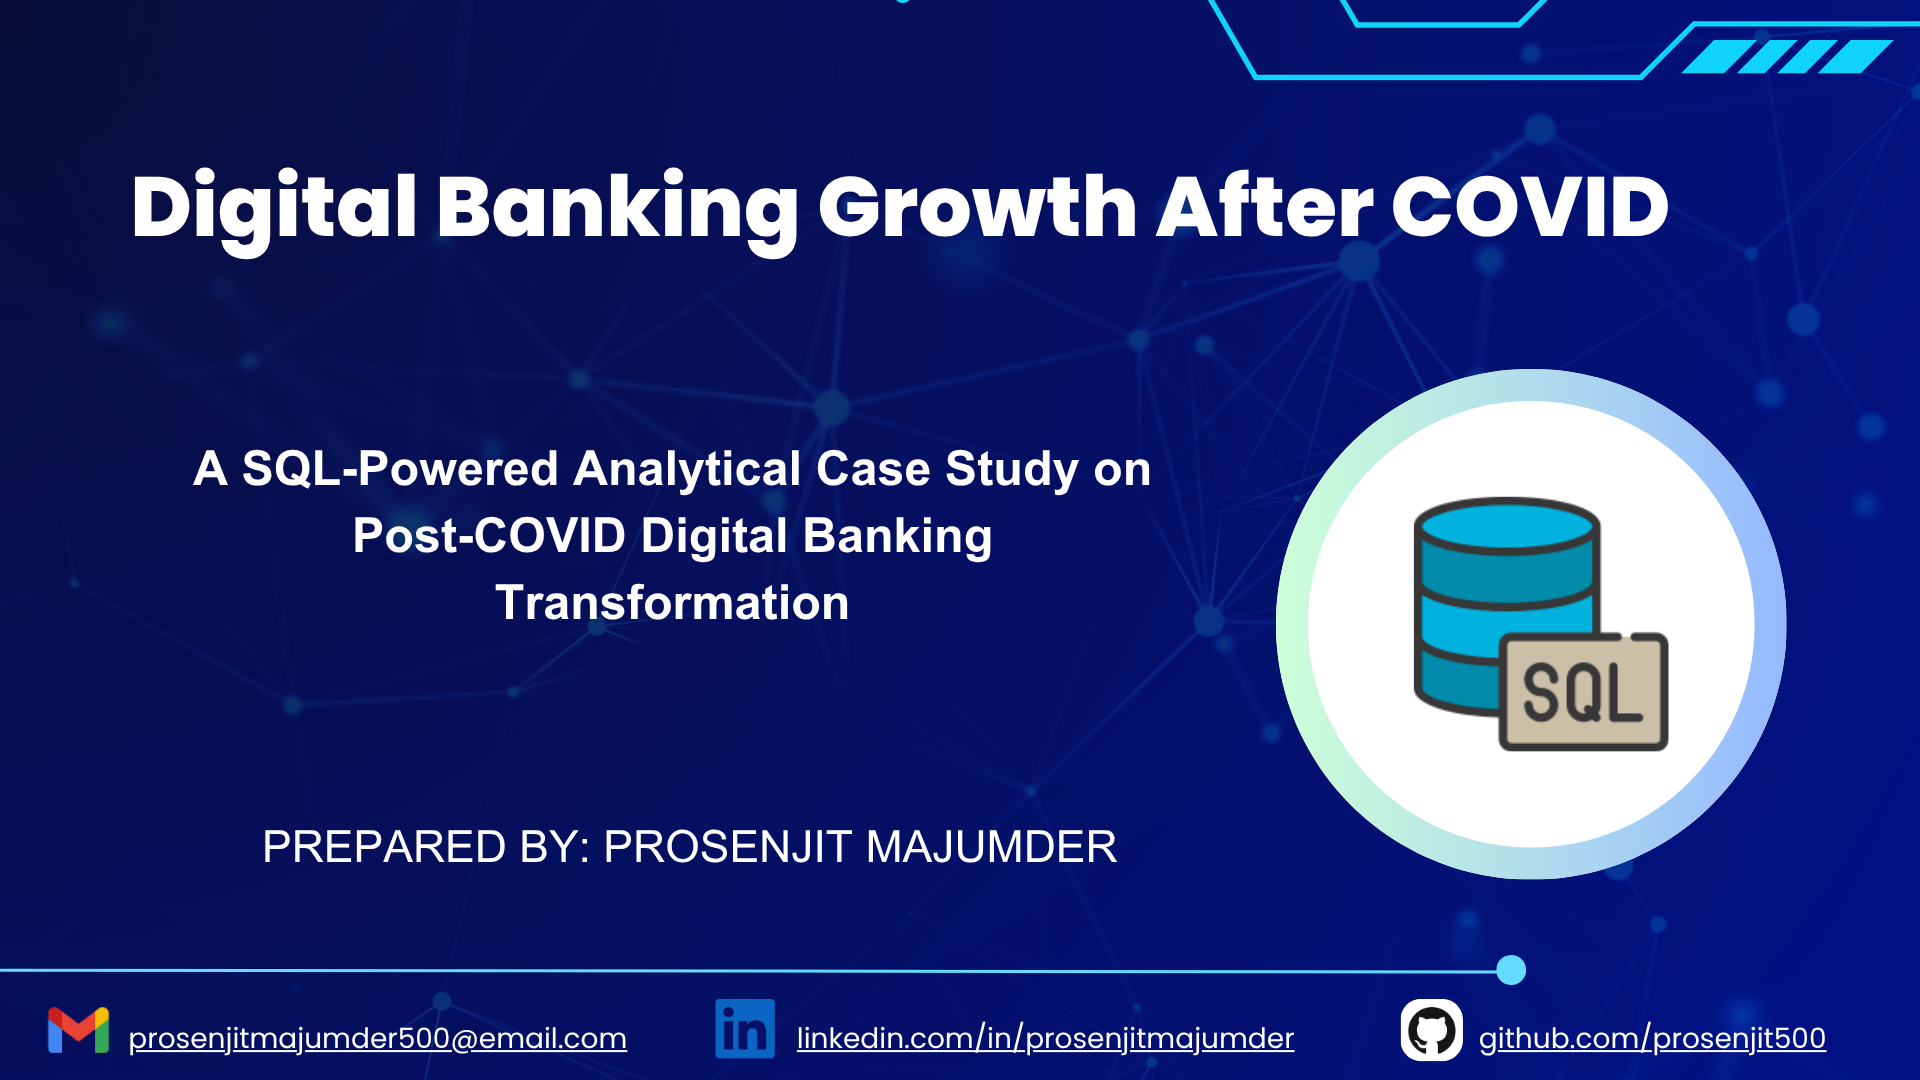 Digital Banking Growth After COVID
A SQL-Powered Analytical Case Study on
Post-COVID Digital Banking
Transformation
SQL
PREPARED BY: PROSENJIT MAJUMDER
prosenjitmajumder500@email.com
in
linkedin.com/in/prosenjitmajumder
github.com/prosenjit500